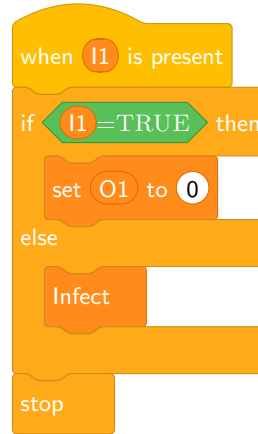 when I1 is present
if I1=TRUE then
set O1 to 0
else
Infect
stop